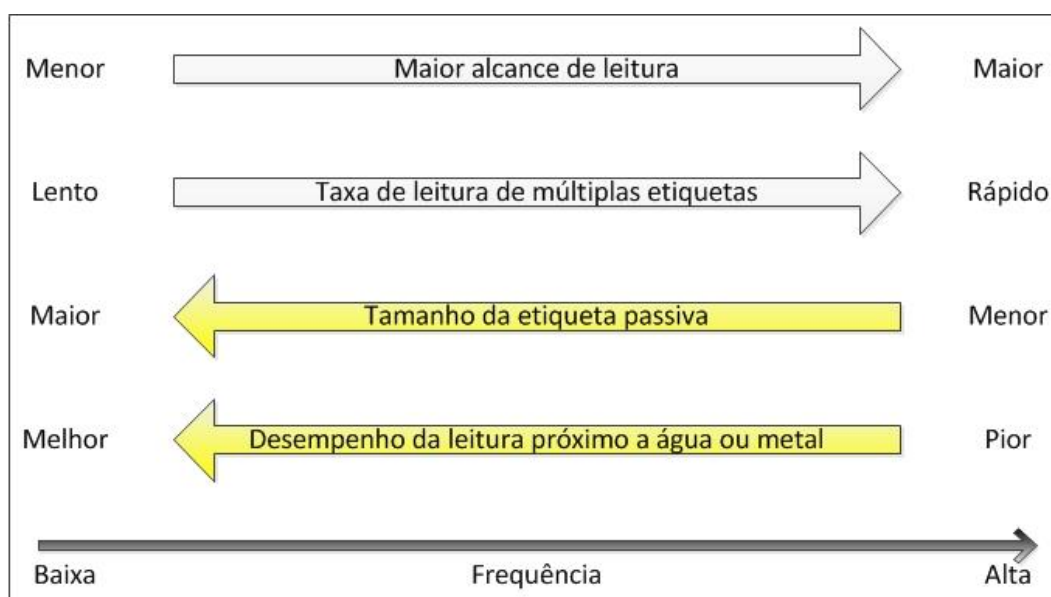 Menor Maior alcance de leitura Maior
Lento Taxa de leitura de múltiplas etiquetas Rápido
Maior Tamanho da etiqueta passiva Menor
Melhor Desempenho da leitura próximo a água ou metal Pior
Baixa Frequência Alta